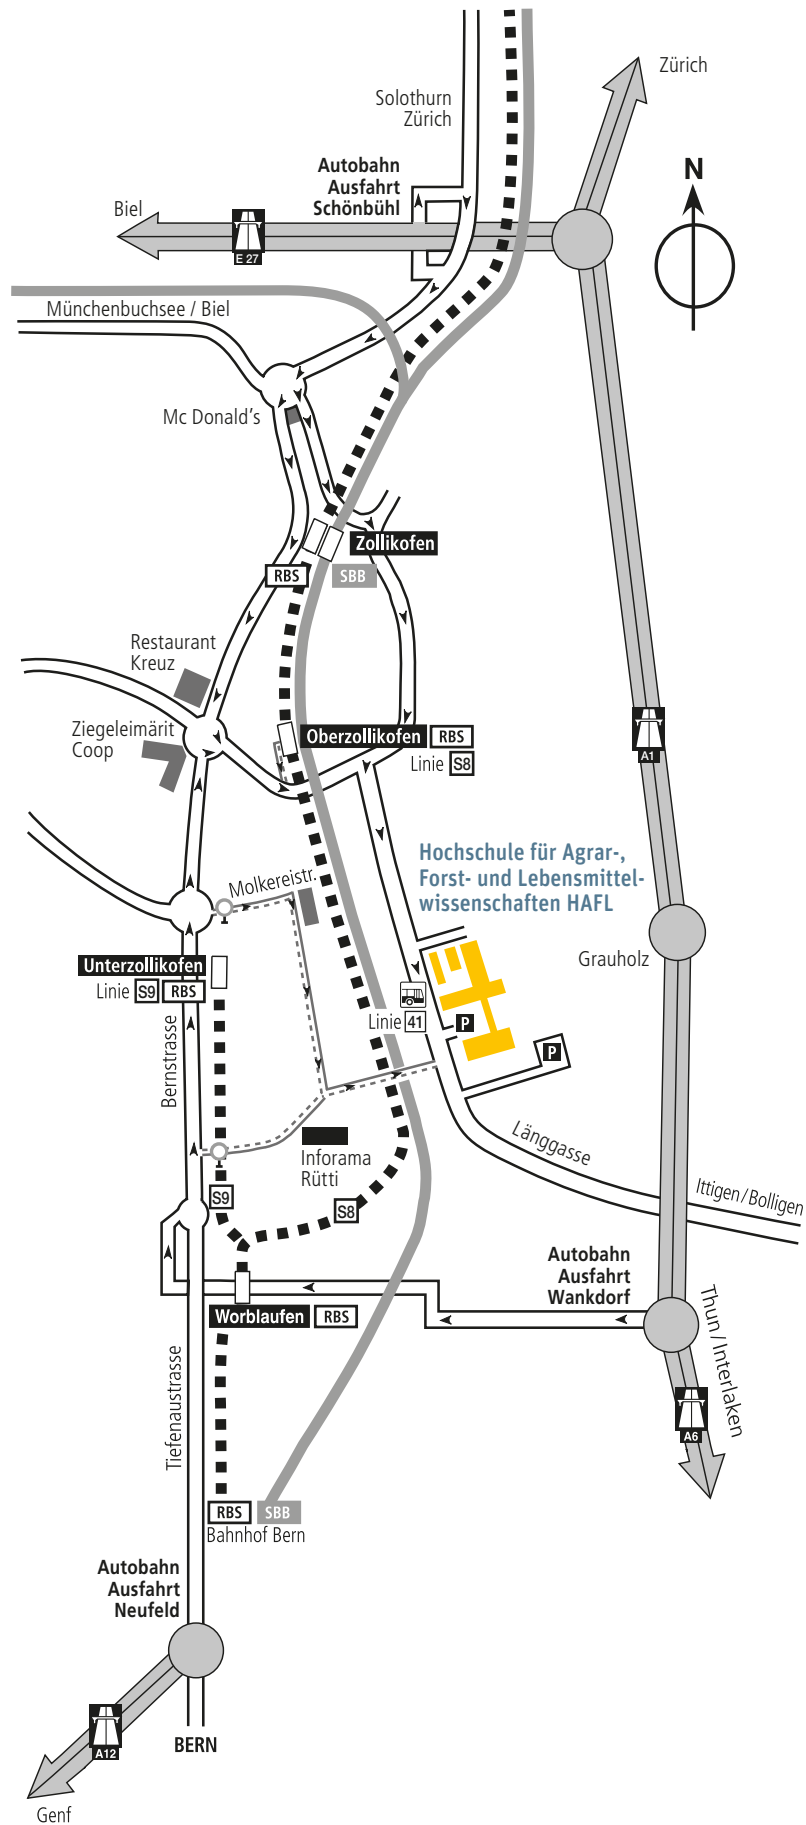 Zürich
Solothurn
Zürich
N
Autobahn
Ausfahrt
Schönbühl
Biel
E 27
Münchenbuchsee / Biel
Mc Donald's
Zollikofen
RBS
SBB
Restaurant
Kreuz
Ziegeleimärit
Coop
Oberzollikofen
RBS
Linie S8
A1
Hochschule für Agrar-,
Forst- und Lebensmittel-
wissenschaften HAFL
Molkereistr.
Grauholz
Unterzollikofen
Linie S9 RBS
Linie 41
P
P
Bernstrasse
Länggasse
Inforama
Rütti
S9
S8
Ittigen / Bolligen
Autobahn
Ausfahrt
Wankdorf
Worblaufen
RBS
Thun / Interlaken
Tiefenaustrasse
A6
RBS
SBB
Bahnhof Bern
Autobahn
Ausfahrt
Neufeld
A12
BERN
Genf